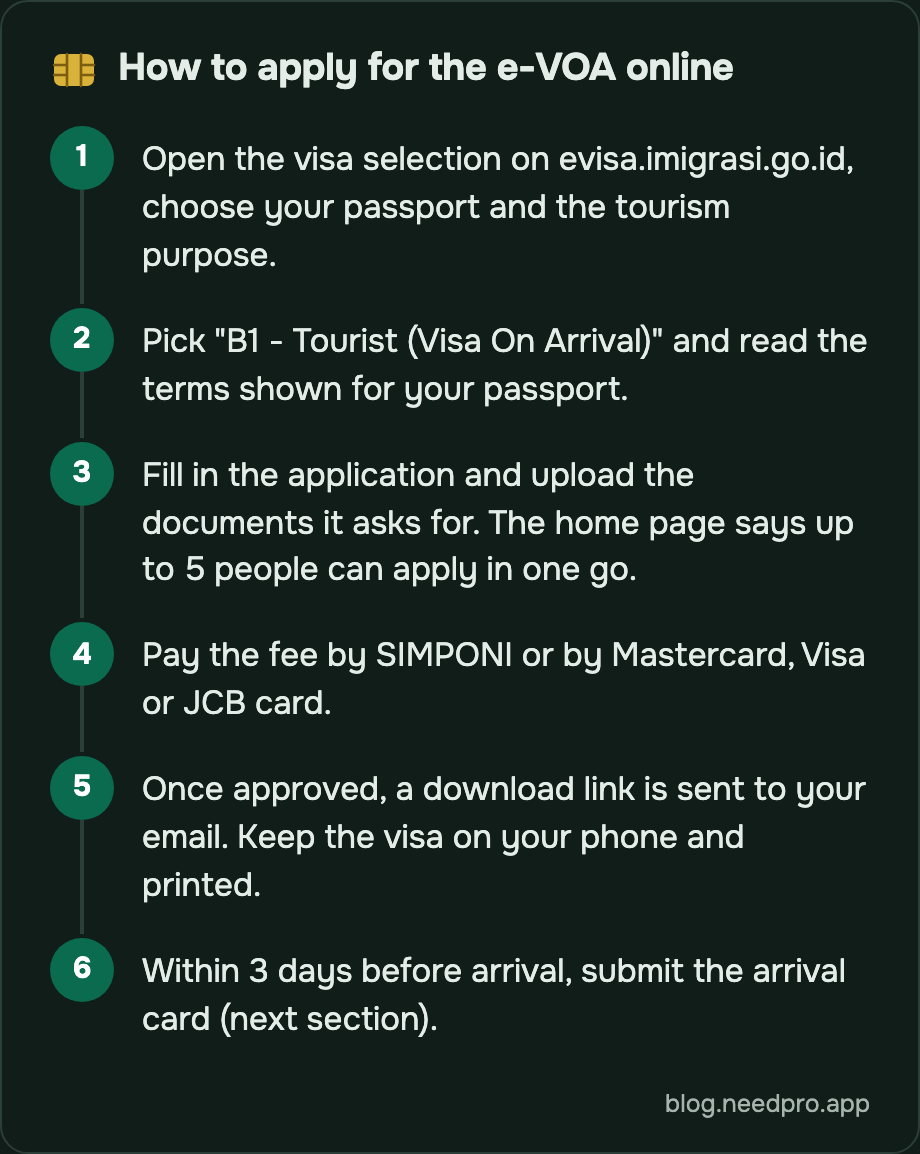 How to apply for the e-VOA online
1
Open the visa selection on evisa.imigrasi.go.id,
choose your passport and the tourism
purpose.
2
Pick "B1 - Tourist (Visa On Arrival)" and read the
terms shown for your passport.
3
Fill in the application and upload the
documents it asks for. The home page says up
to 5 people can apply in one go.
4
Pay the fee by SIMPONI or by Mastercard, Visa
or JCB card.
5
Once approved, a download link is sent to your
email. Keep the visa on your phone and
printed.
6
Within 3 days before arrival, submit the arrival
card (next section).
blog.needpro.app